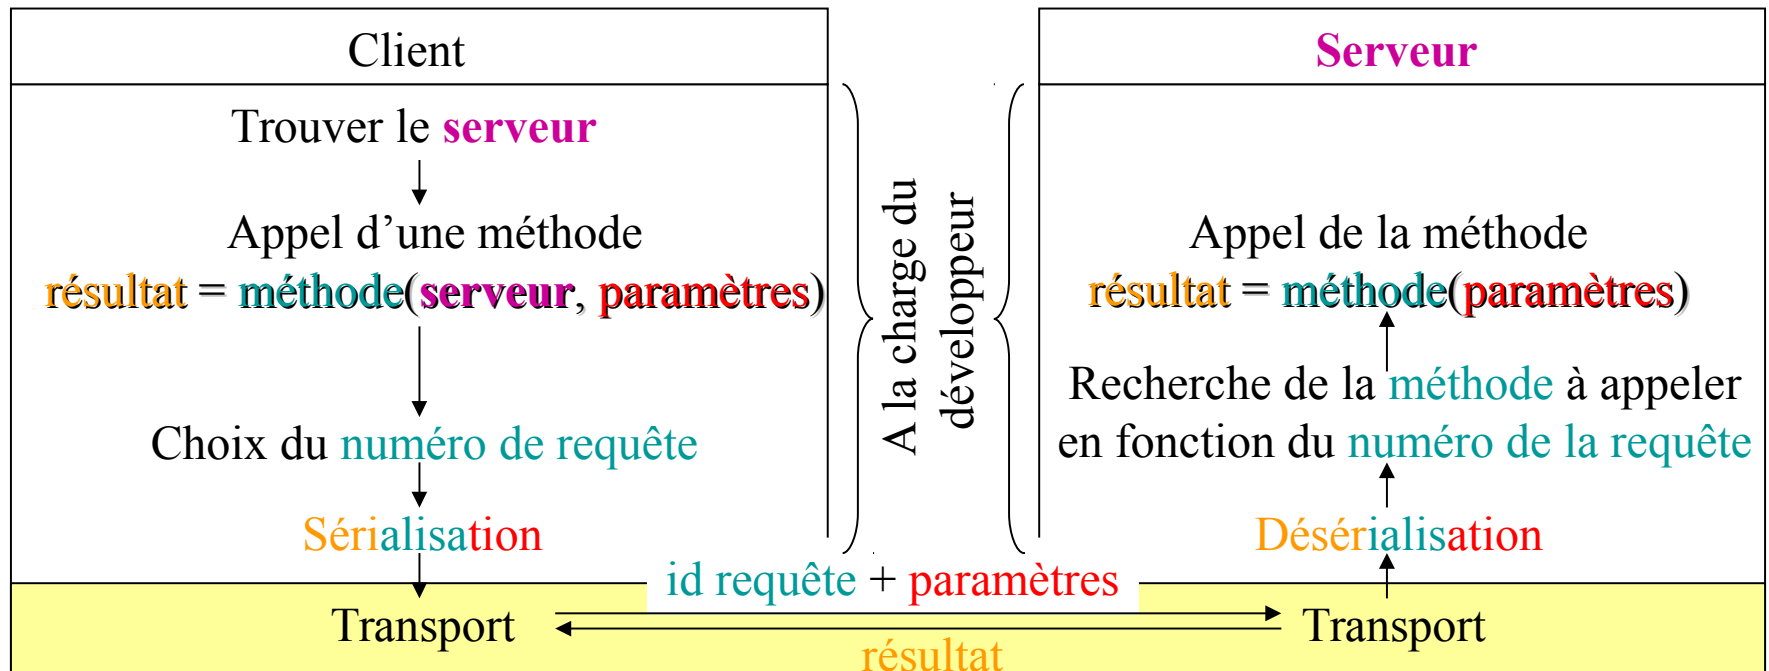 Client
Trouver le serveur
Appel d’une méthode
résultat = méthode(serveur, paramètres)
Choix du numéro de requête
Sérialisation
Transport
A la charge du
développeur
id requête + paramètres
résultat
Serveur
Appel de la méthode
résultat = méthode(paramètres)
Recherche de la méthode à appeler
en fonction du numéro de la requête
Désérialisation
Transport